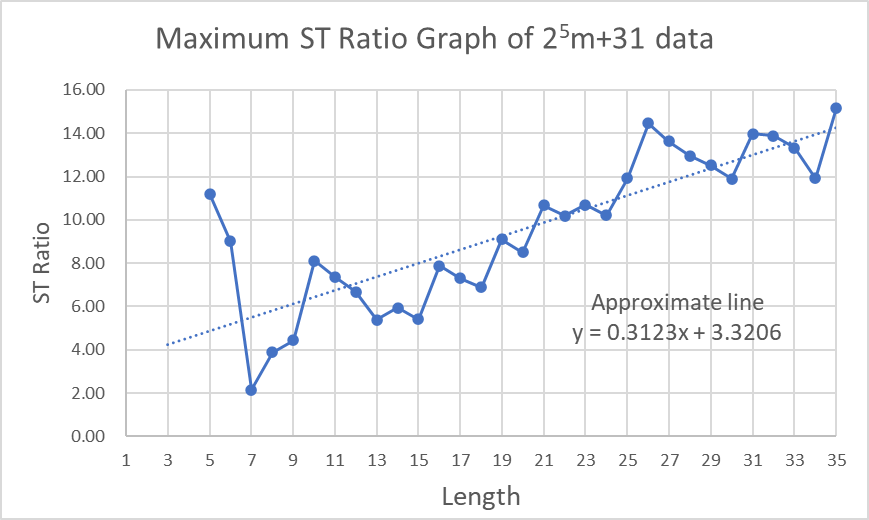 Maximum ST Ratio Graph of 2⁵m+31 data
16.00
14.00
12.00
10.00
8.00
6.00
4.00
2.00
0.00
ST Ratio
Approximate line
y = 0.3123x + 3.3206
1 3 5 7 9 11 13 15 17 19 21 23 25 27 29 31 33 35
Length